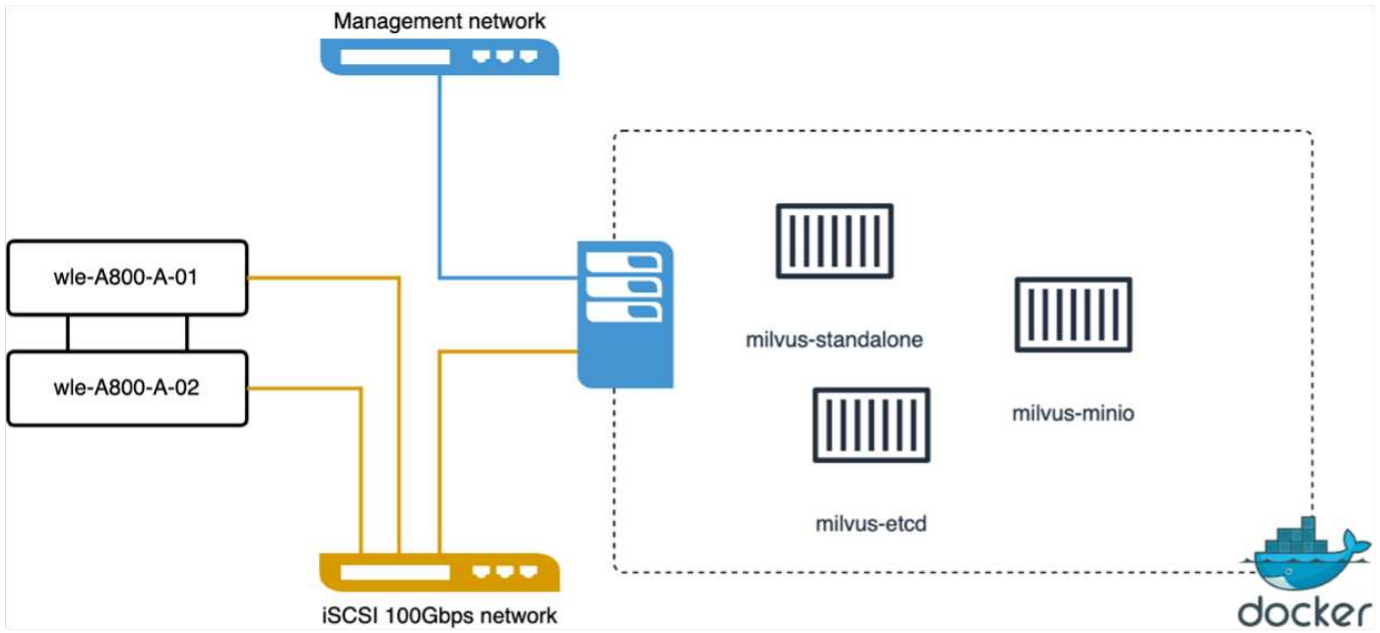 Management network
wle-A800-A-01
wle-A800-A-02
milvus-standalone
milvus-minio
milvus-etcd
iSCSI 100Gbps network
docker